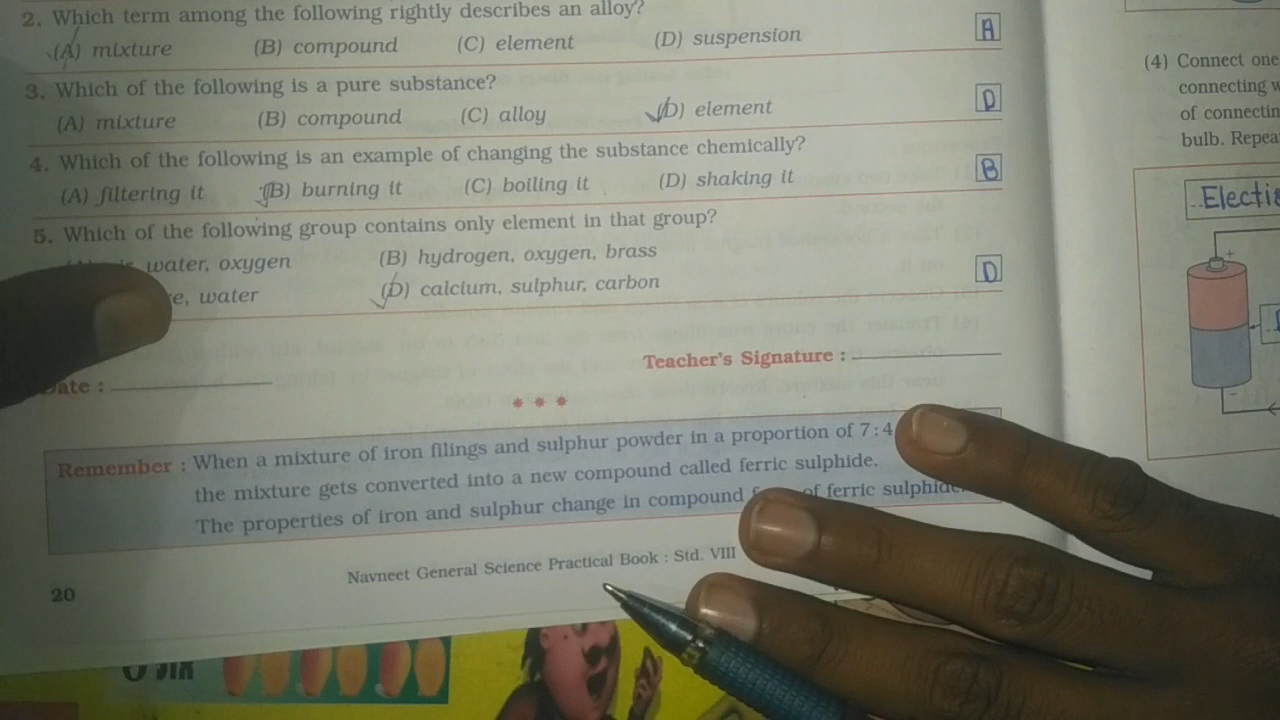 2. Which term among the following rightly describes an alloy?
(A) mixture (B) compound (C) element (D) suspension A
3. Which of the following is a pure substance?
(A) mixture (B) compound (C) alloy (D) element D
4. Which of the following is an example of changing the substance chemically?
(A) filtering it (B) burning it (C) boiling it (D) shaking it B
5. Which of the following group contains only element in that group?
water, oxygen (B) hydrogen, oxygen, brass
water (D) calcium, sulphur, carbon D
Teacher's Signature :
Date :
Remember : When a mixture of iron filings and sulphur powder in a proportion of 7:4
the mixture gets converted into a new compound called ferric sulphide.
The properties of iron and sulphur change in compound of ferric sulphide.
Navneet General Science Practical Book : Std. VIII
20
(4) Connect one
connecting
of
bulb.
+
-